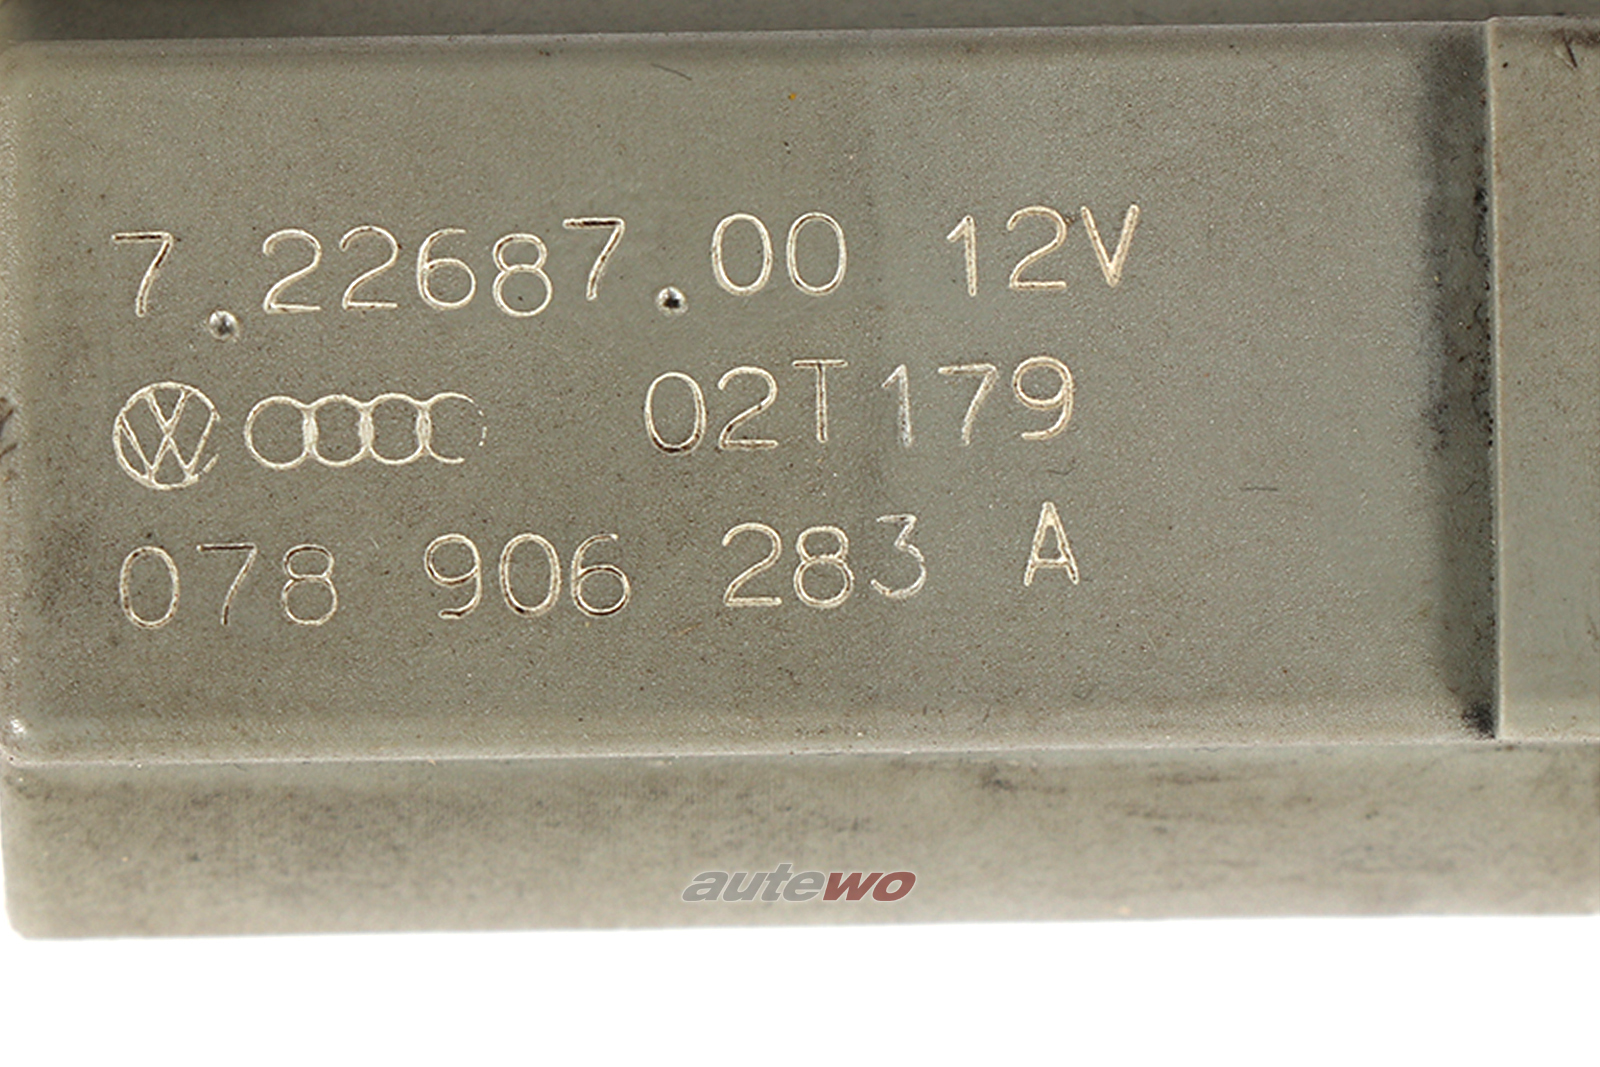 7.22687.00 12V
02T179
078 906 283 A
autewo